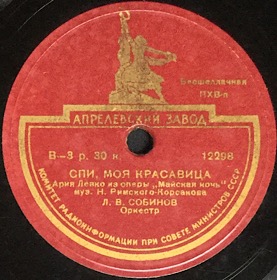 Бесшеллачная
ПХВ-п
АПРЕЛЕВСКИЙ ЗАВОД
В—3 р. 30 к. 12298
СПИ, МОЯ КРАСАВИЦА
Ария Левко из оперы „Майская ночь"
муз. Н. Римского-Корсакова
Л. В. СОБИНОВ
Оркестр
КОМИТЕТ РАДИОИНФОРМАЦИИ ПРИ СОВЕТЕ МИНИСТРОВ СССР